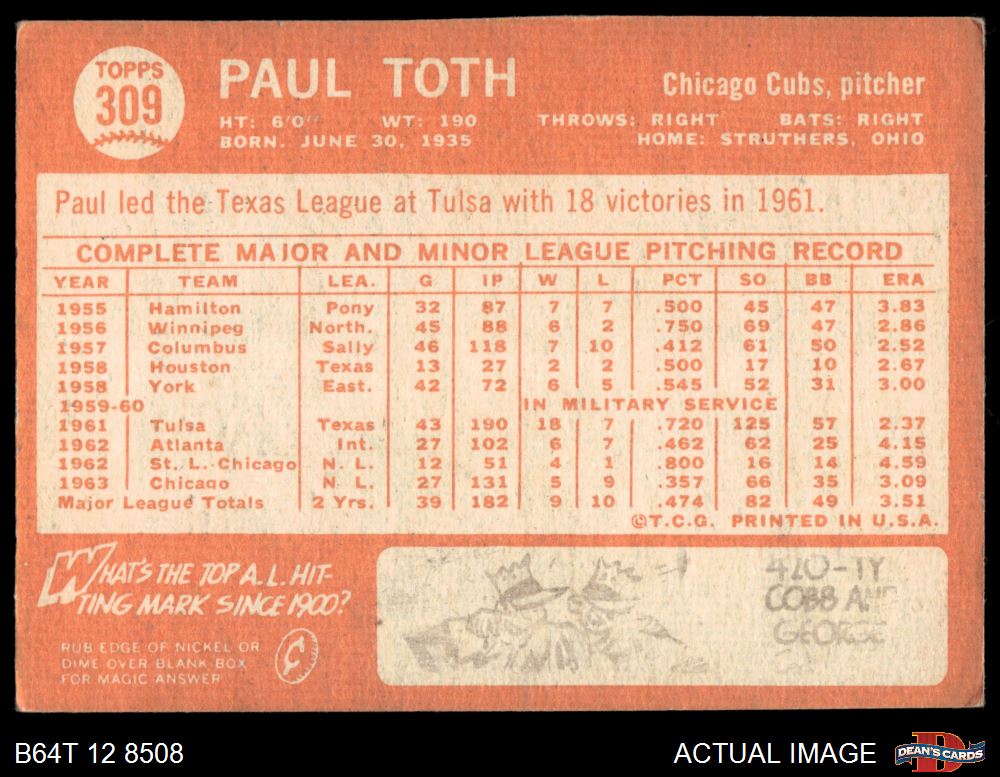 TOPPS
309
PAUL TOTH
Chicago Cubs, pitcher
HT: 6'0" WT: 190 THROWS: RIGHT BATS: RIGHT
BORN. JUNE 30, 1935 HOME: STRUTHERS, OHIO
Paul led the Texas League at Tulsa with 18 victories in 1961.
COMPLETE MAJOR AND MINOR LEAGUE PITCHING RECORD
YEAR TEAM LEA. G IP W L PCT SO BB ERA
1955 Hamilton Pony 32 87 7 7 .500 45 47 3.83
1956 Winnipeg North. 45 88 6 2 .750 69 47 2.86
1957 Columbus Sally 46 118 7 10 .412 61 50 2.52
1958 Houston Texas 13 27 2 2 .500 17 10 2.67
1958 York East. 42 72 6 5 .545 52 31 3.00
1959-60 IN MILITARY SERVICE
1961 Tulsa Texas 43 190 18 7 .720 125 57 2.37
1962 Atlanta Int. 27 102 6 7 .462 62 25 4.15
1962 St. L.-Chicago N. L. 12 51 4 1 .800 16 14 4.59
1963 Chicago N. L. 27 131 5 9 .357 66 35 3.09
Major League Totals 2 Yrs. 39 182 9 10 .474 82 49 3.51
©T.C.G. PRINTED IN U.S.A.
WHAT'S THE TOP A.L. HIT-
TING MARK SINCE 1900?
RUB EDGE OF NICKEL OR
DIME OVER BLANK BOX
FOR MAGIC ANSWER
420-TY
COBB AND
GEORGE
B64T 12 8508
ACTUAL IMAGE
DEAN'S CARDS